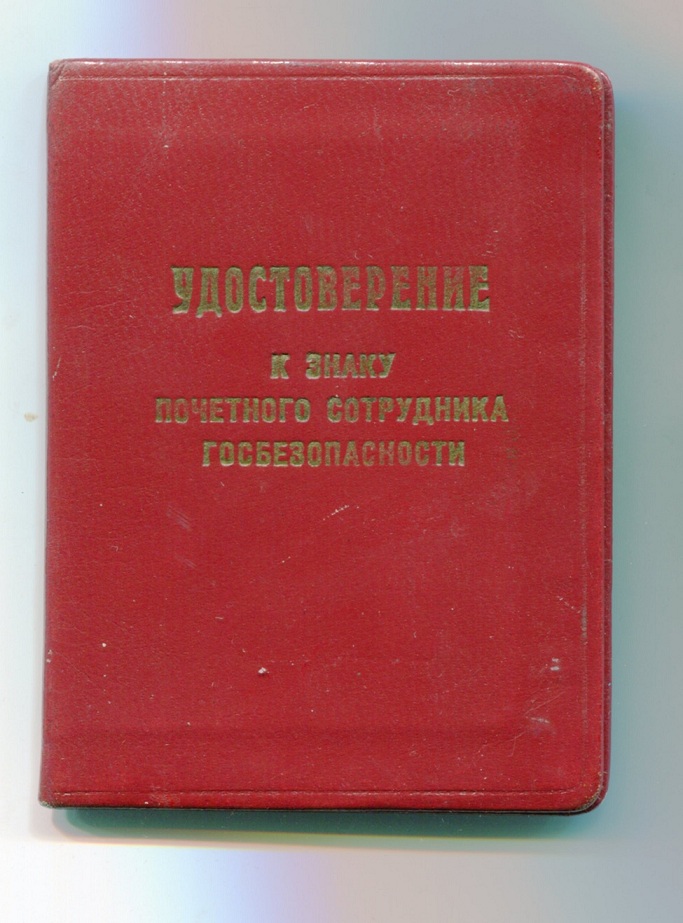 УДОСТОВЕРЕНИЕ
К ЗНАКУ
ПОЧЕТНОГО СОТРУДНИКА
ГОСБЕЗОПАСНОСТИ